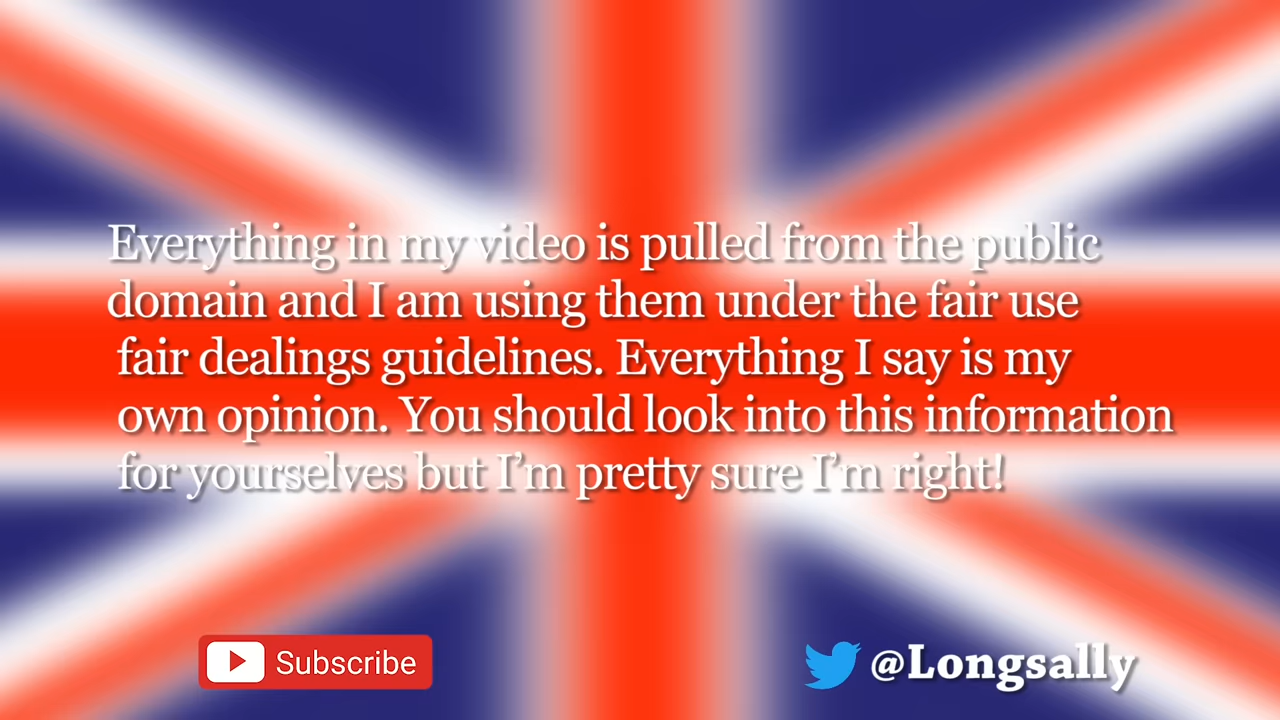 Everything in my video is pulled from the public
domain and I am using them under the fair use
fair dealings guidelines. Everything I say is my
own opinion. You should look into this information
for yourselves but I’m pretty sure I’m right!
Subscribe
@Longsally